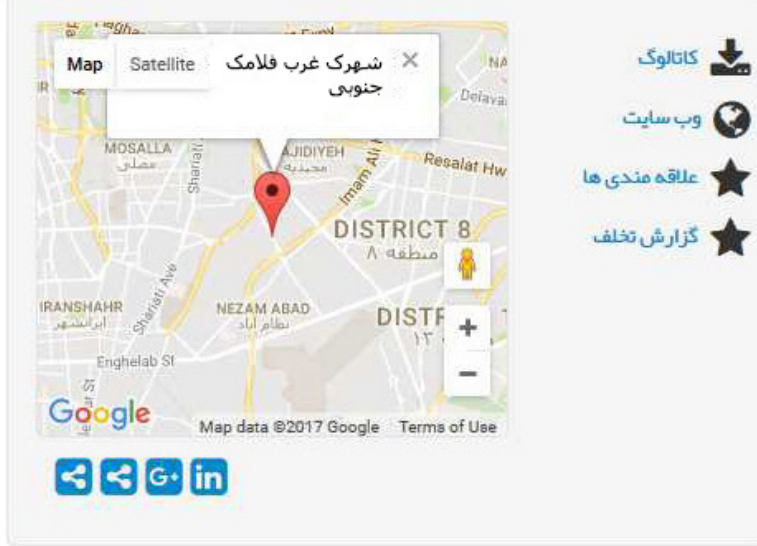 Map
Satellite
شهرک غرب فلامک
جنوبی
MOSALLA
مصلی
Shariati
AJIDIYEH
مجیدیه
Imam Ali
Resalat Hw
DISTRICT 8
منطقه ۸
IRANSHAHR
ایرانشهر
Shariati Ave
NEZAM ABAD
نظام آباد
DISTR
۱۳
Enghelab St
Google
Map data ©2017 Google
Terms of Use
G+
in
کاتالوگ
وب سایت
علاقه مندی ها
گزارش تخلف